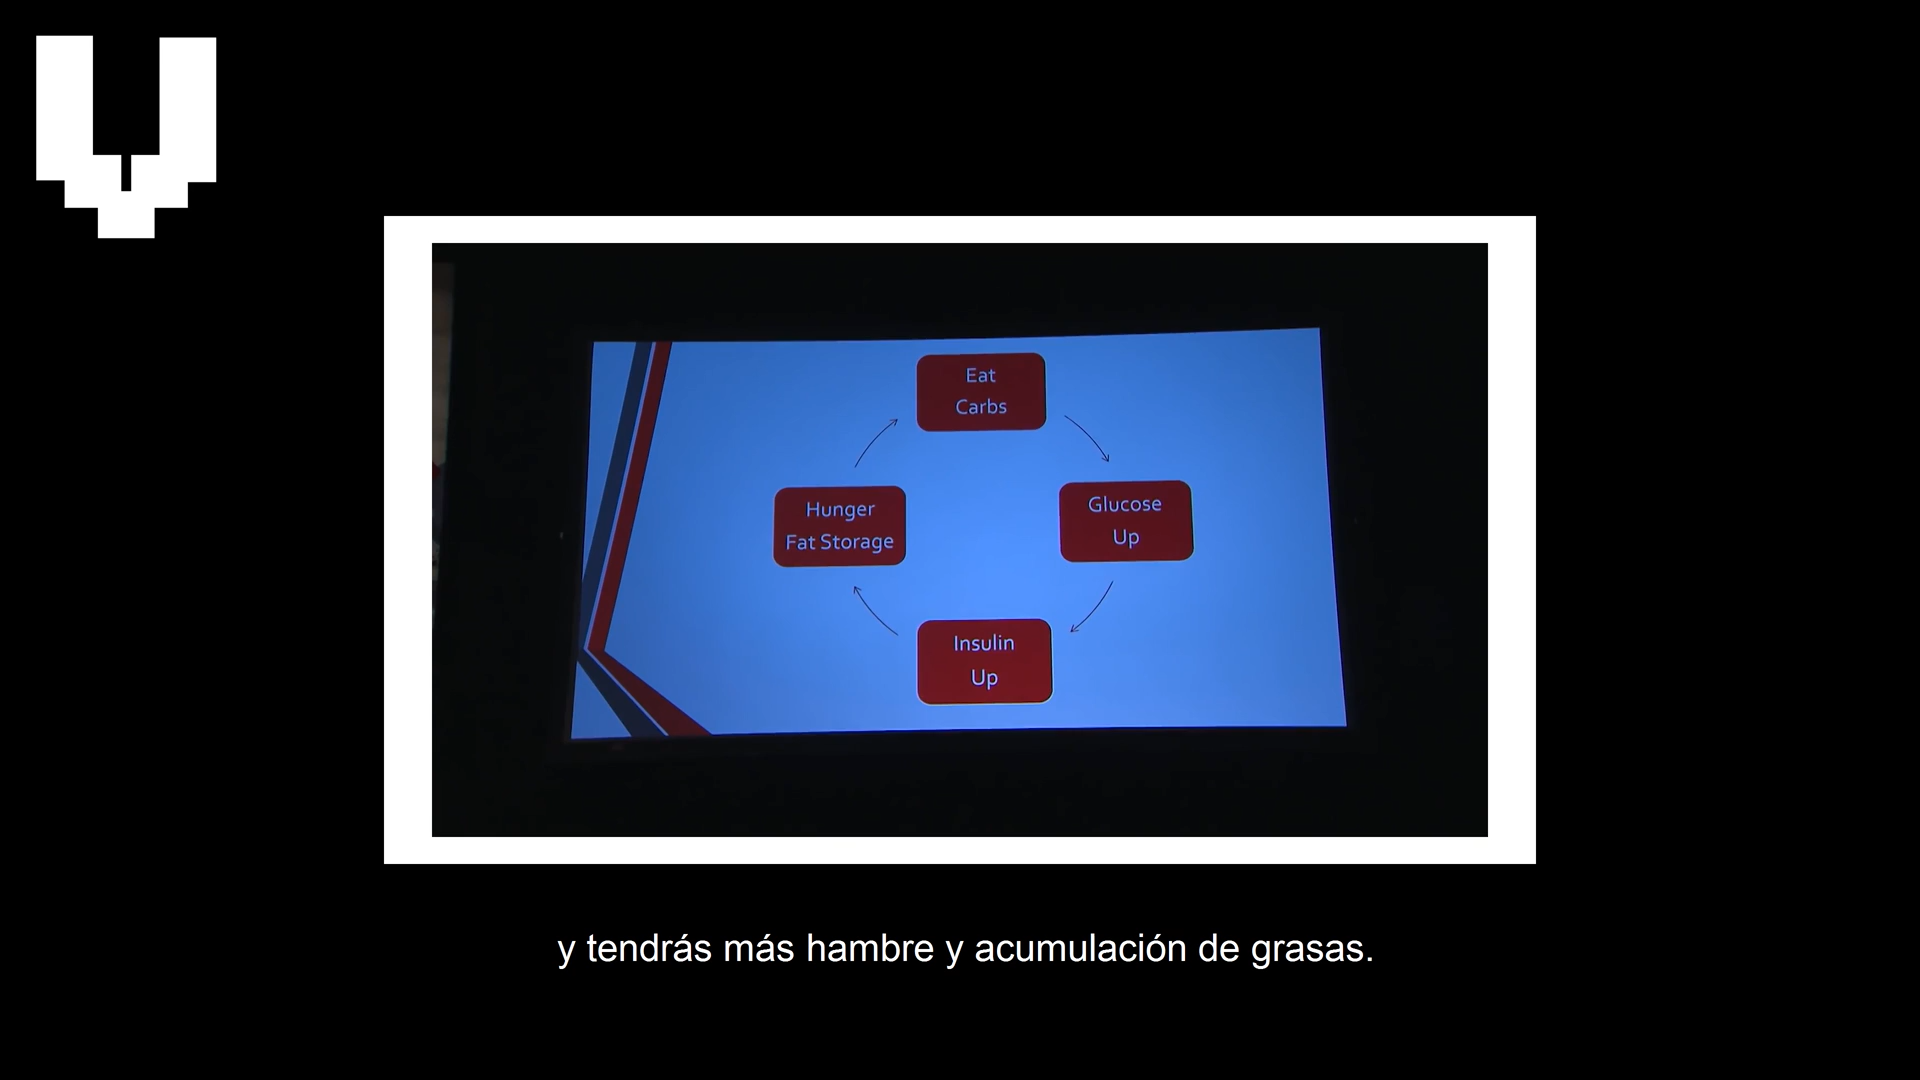 Eat
Carbs
Glucose
Up
Insulin
Up
Hunger
Fat Storage
y tendrás más hambre y acumulación de grasas.